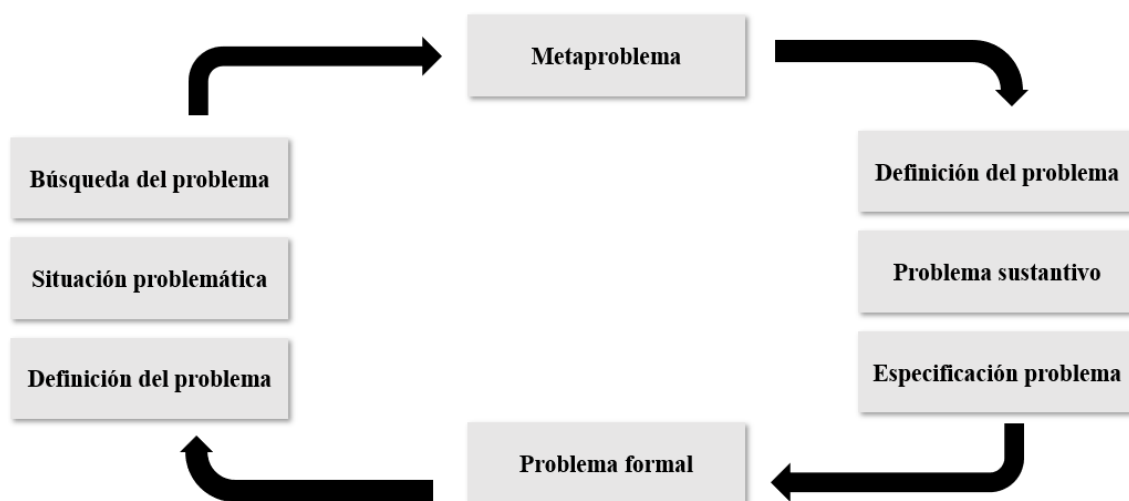 Metaproblema
Búsqueda del problema
Situación problemática
Definición del problema
Definición del problema
Problema sustantivo
Especificación problema
Problema formal